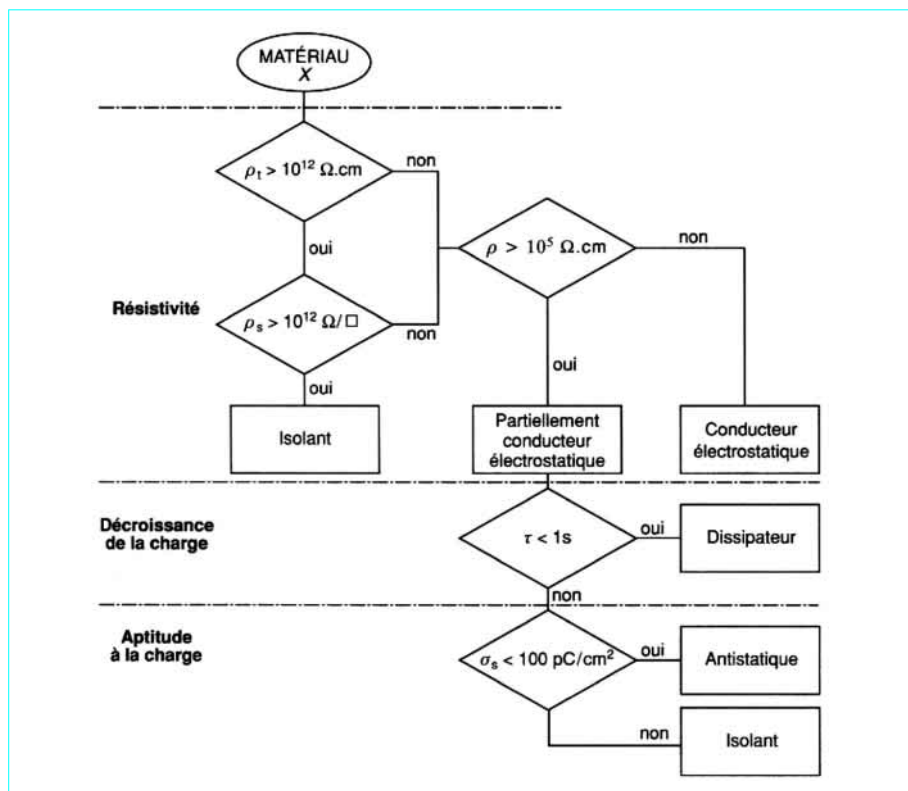 MATÉRIAU
X
ρt > 10¹² Ω.cm
non
oui
ρ > 10⁵ Ω.cm
non
Résistivité
ρs > 10¹² Ω/□
non
oui
oui
Isolant
Partiellement
conducteur
électrostatique
Conducteur
électrostatique
Décroissance
de la charge
τ < 1s
oui
Dissipateur
non
Aptitude
à la charge
σs < 100 pC/cm²
oui
Antistatique
non
Isolant